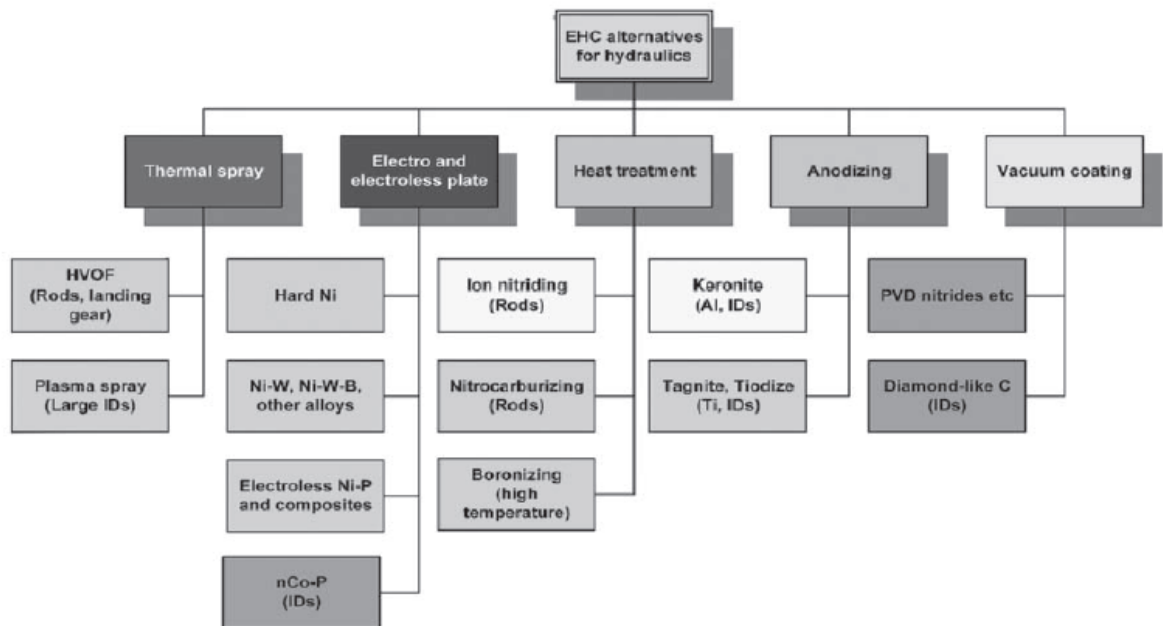 EHC alternatives
for hydraulics
Thermal spray
Electro and
electroless plate
Heat treatment
Anodizing
Vacuum coating
HVOF
(Rods, landing
gear)
Hard Ni
Ion nitriding
(Rods)
Keronite
(Al, IDs)
PVD nitrides etc
Plasma spray
(Large IDs)
Ni-W, Ni-W-B,
other alloys
Nitrocarburizing
(Rods)
Tagnite, Tiodize
(Ti, IDs)
Diamond-like C
(IDs)
Electroless Ni-P
and composites
Boronizing
(high
temperature)
nCo-P
(IDs)